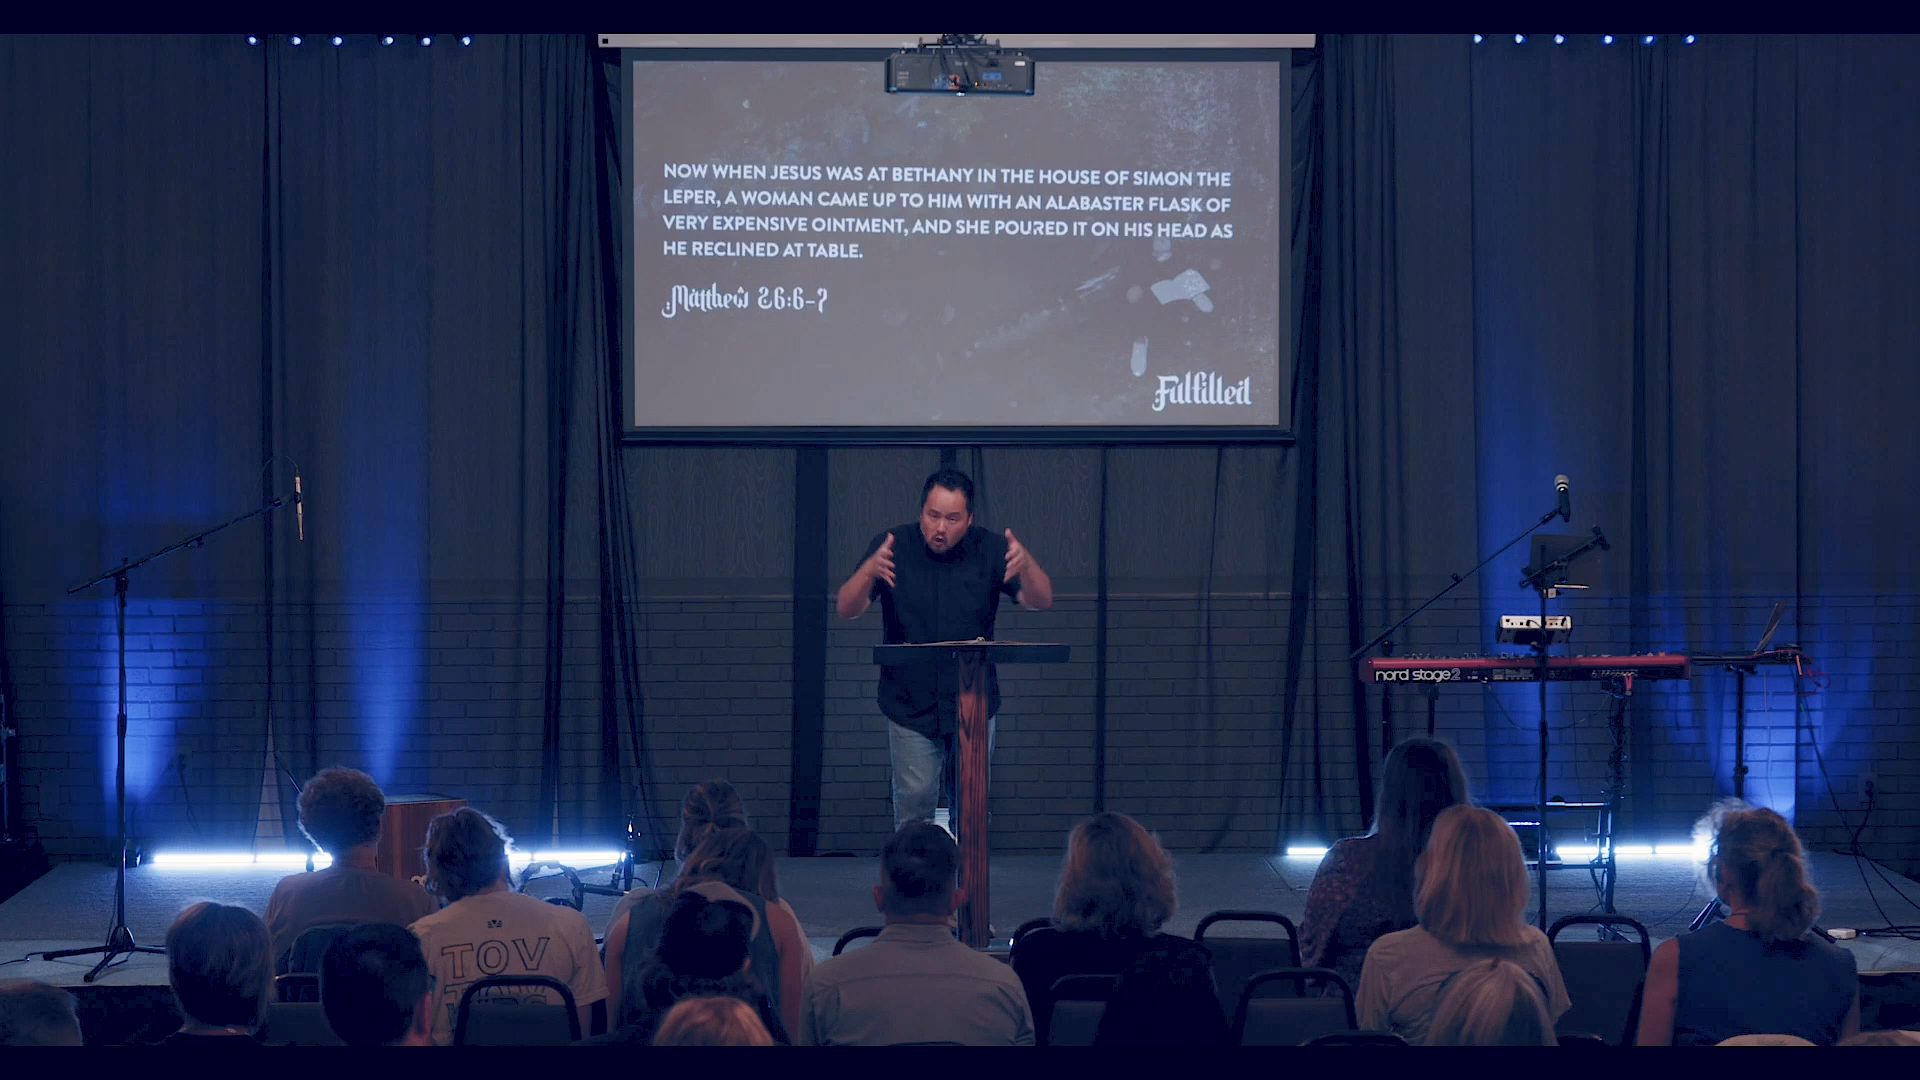 NOW WHEN JESUS WAS AT BETHANY IN THE HOUSE OF SIMON THE
LEPER, A WOMAN CAME UP TO HIM WITH AN ALABASTER FLASK OF
VERY EXPENSIVE OINTMENT, AND SHE POURED IT ON HIS HEAD AS
HE RECLINED AT TABLE.
Matthew 26:6-7
Fulfilled
nord stage 2
TOV